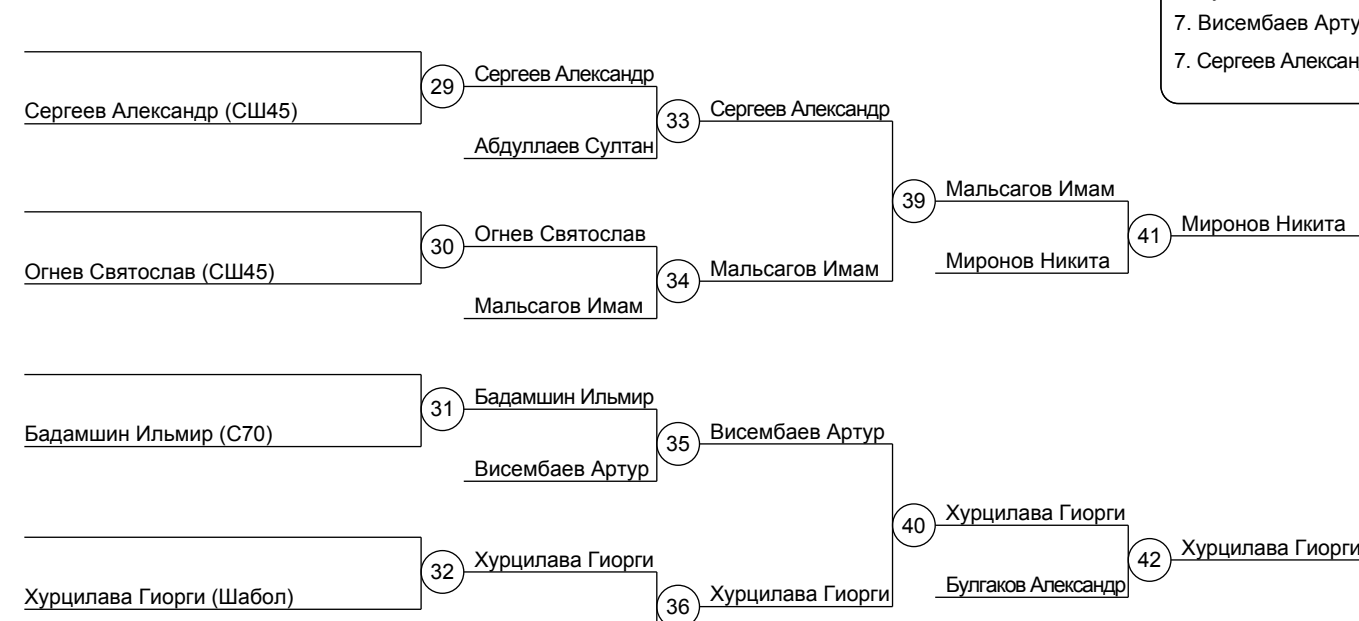 7. Висембаев Арту
7. Сергеев Алексан
29
Сергеев Александр
Сергеев Александр (СШ45)
33
Сергеев Александр
Абдуллаев Султан
39
Мальсагов Имам
41
Миронов Никита
30
Огнев Святослав
Огнев Святослав (СШ45)
34
Мальсагов Имам
Миронов Никита
Мальсагов Имам
31
Бадамшин Ильмир
Бадамшин Ильмир (С70)
35
Висембаев Артур
Висембаев Артур
40
Хурцилава Гиорги
42
Хурцилава Гиорги
32
Хурцилава Гиорги
Хурцилава Гиорги (Шабол)
36
Хурцилава Гиорги
Булгаков Александр